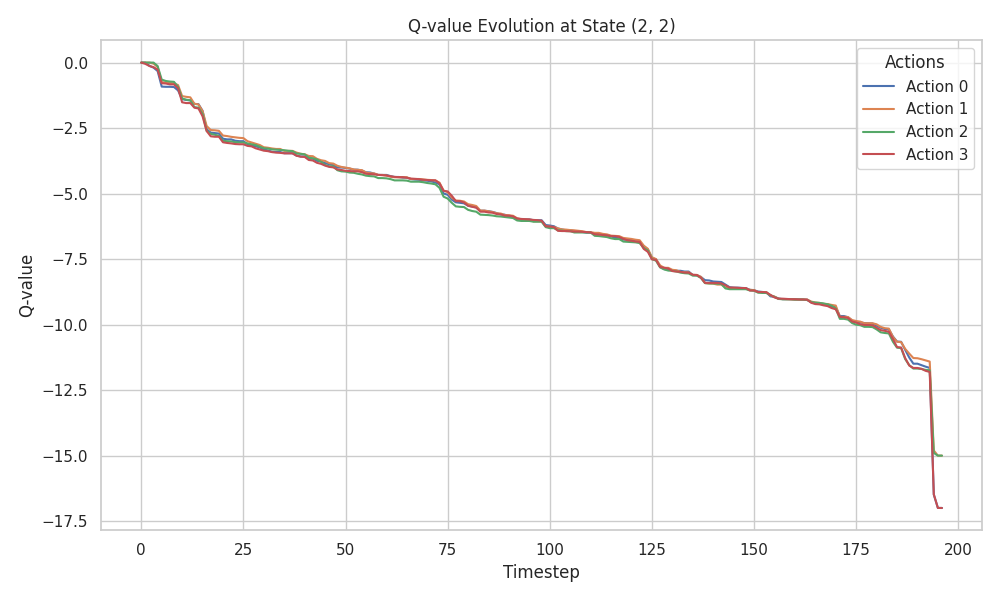 Q-value Evolution at State (2, 2)
Actions
Action 0
Action 1
Action 2
Action 3
Q-value
0.0
−2.5
−5.0
−7.5
−10.0
−12.5
−15.0
−17.5
0 25 50 75 100 125 150 175 200
Timestep